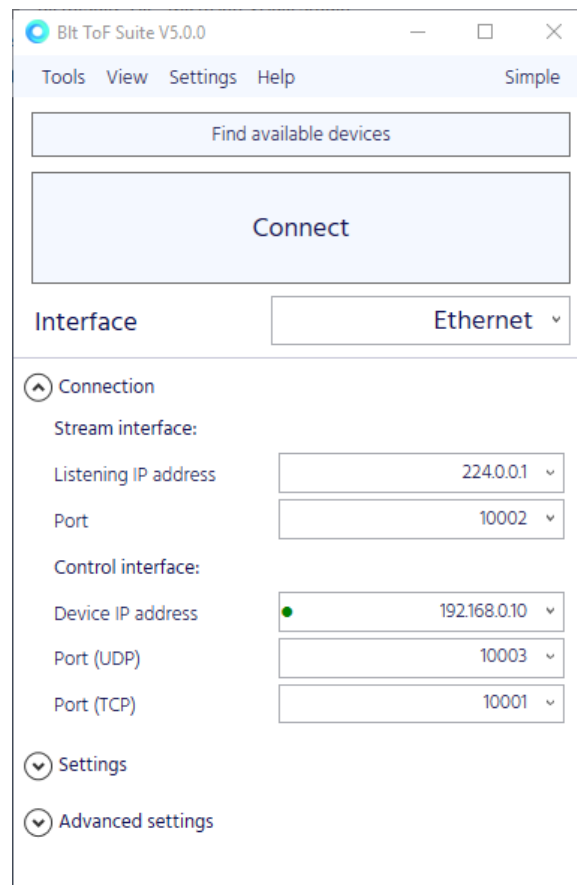 Blt ToF Suite V5.0.0
Tools View Settings Help Simple
Find available devices
Connect
Interface Ethernet
Connection
Stream interface:
Listening IP address 224.0.0.1
Port 10002
Control interface:
Device IP address 192.168.0.10
Port (UDP) 10003
Port (TCP) 10001
Settings
Advanced settings